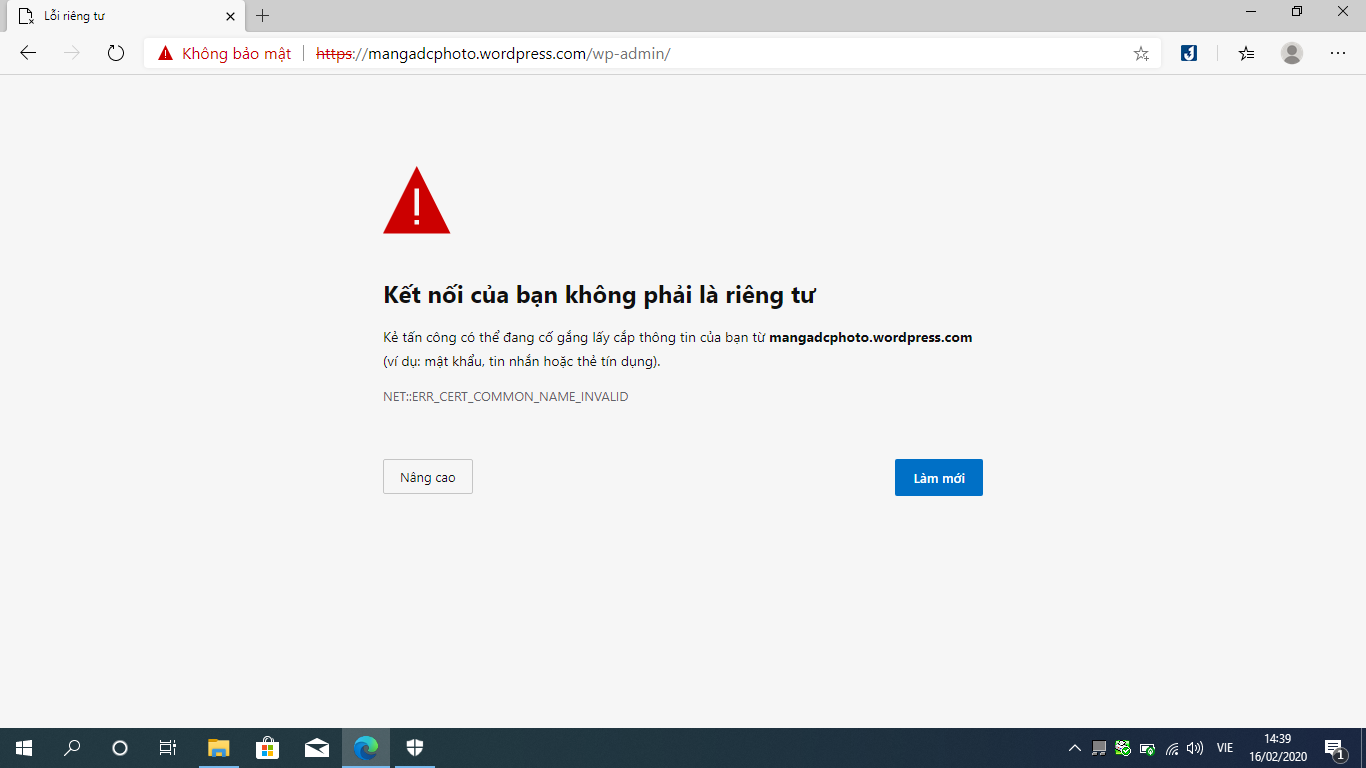 Lỗi riêng tư
Không bảo mật https://mangadcphoto.wordpress.com/wp-admin/
Kết nối của bạn không phải là riêng tư
Kẻ tấn công có thể đang cố gắng lấy cắp thông tin của bạn từ mangadcphoto.wordpress.com
(ví dụ: mật khẩu, tin nhắn hoặc thẻ tín dụng).
NET::ERR_CERT_COMMON_NAME_INVALID
Nâng cao Làm mới
VIE
14:39
16/02/2020
1